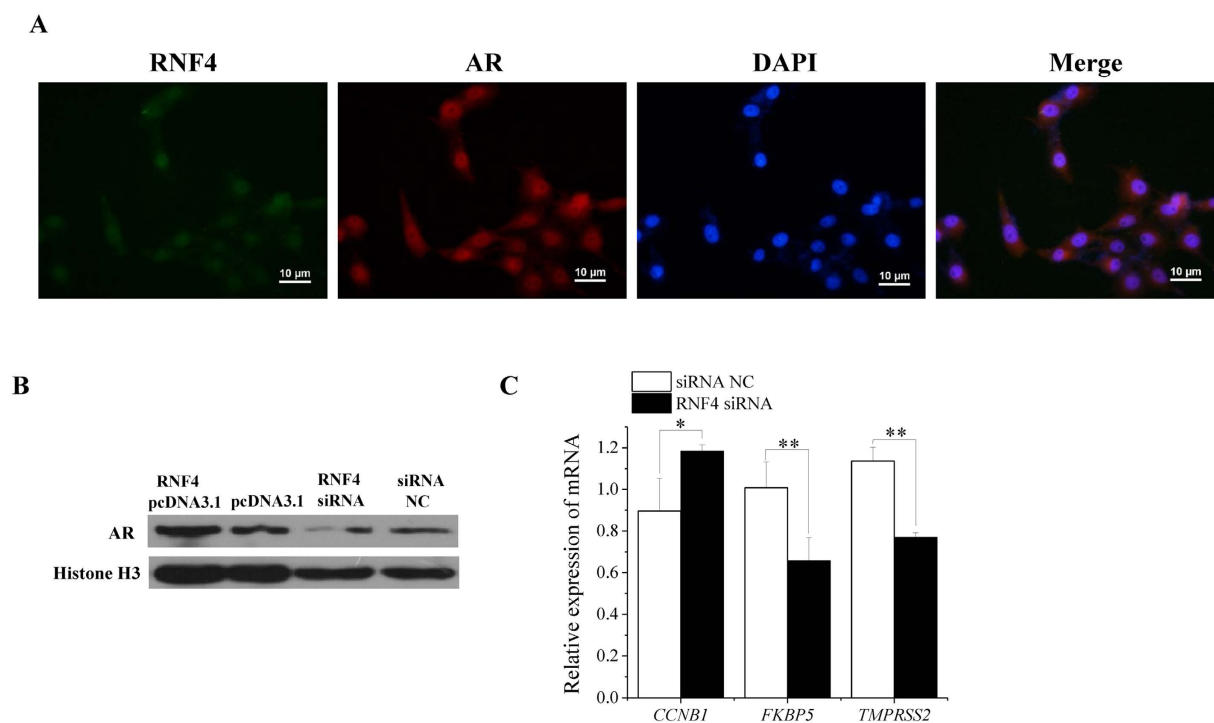 A
RNF4 AR DAPI Merge
10 μm 10 μm 10 μm 10 μm
B
RNF4 pcDNA3.1
pcDNA3.1
RNF4 siRNA
siRNA NC
AR
Histone H3
C
siRNA NC
RNF4 siRNA
* ** **
Relative expression of mRNA
1.2
1.0
0.8
0.6
0.4
0.2
0.0
CCNB1 FKBP5 TMPRSS2